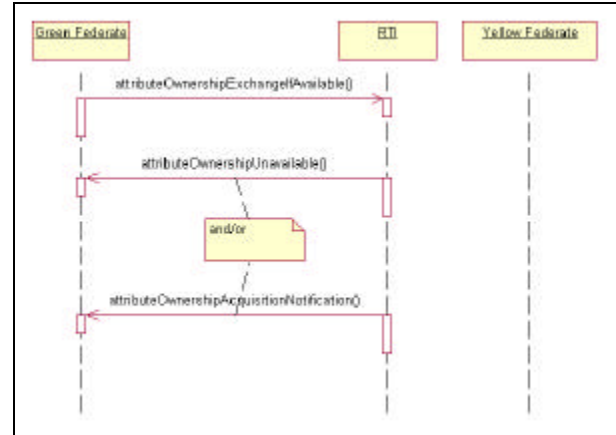 Green Federate
RTI
Yellow Federate
attributeOwnershipExchangeIfAvailable()
attributeOwnershipUnavailable()
and/or
attributeOwnershipAcquisitionNotification()